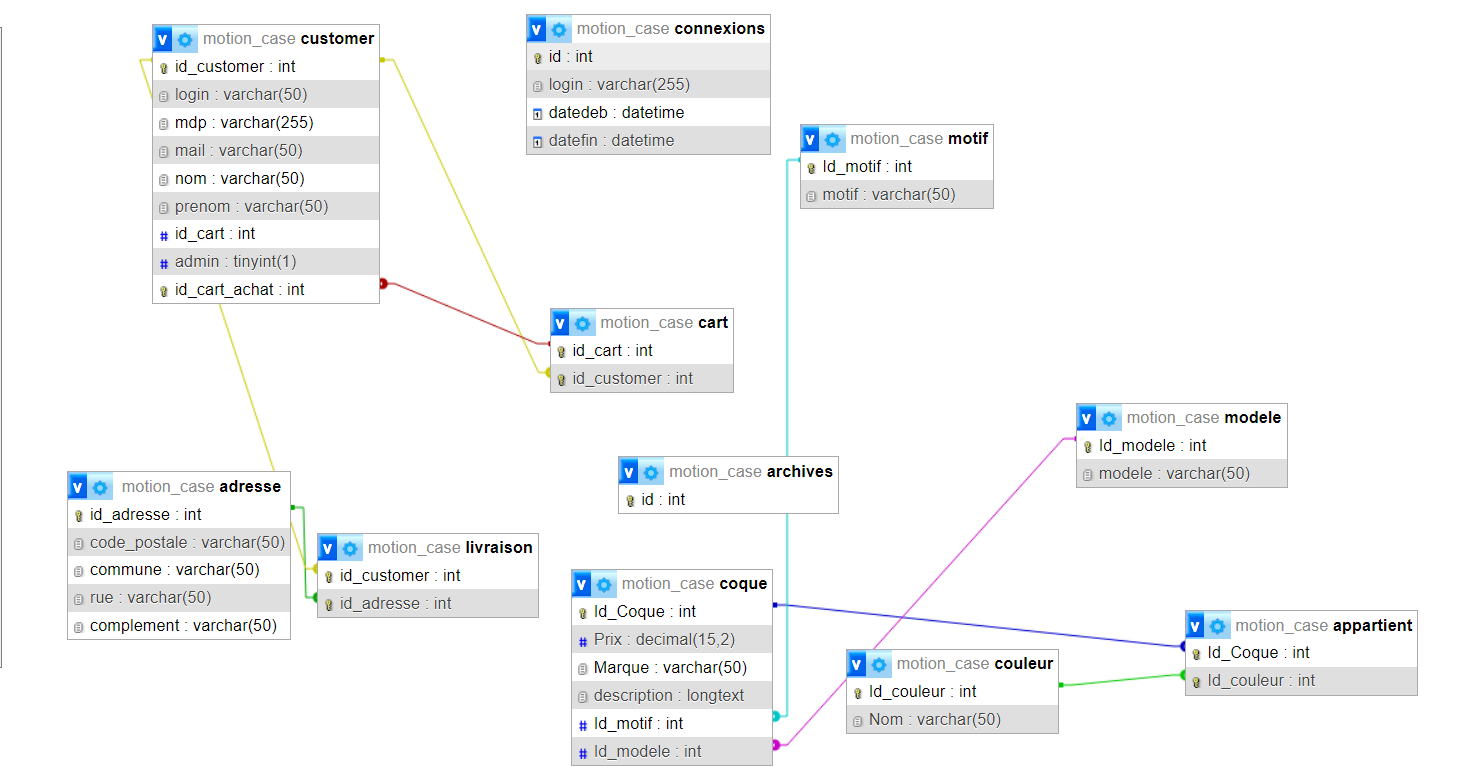 v motion_case customer
id_customer : int
login : varchar(50)
mdp : varchar(255)
mail : varchar(50)
nom : varchar(50)
prenom : varchar(50)
# id_cart : int
# admin : tinyint(1)
id_cart_achat : int
v motion_case connexions
id : int
login : varchar(255)
datedeb : datetime
datefin : datetime
v motion_case motif
Id_motif : int
motif : varchar(50)
v motion_case cart
id_cart : int
id_customer : int
v motion_case modele
Id_modele : int
modele : varchar(50)
v motion_case archives
id : int
v motion_case adresse
id_adresse : int
code_postale : varchar(50)
commune : varchar(50)
rue : varchar(50)
complement : varchar(50)
v motion_case livraison
id_customer : int
id_adresse : int
v motion_case coque
Id_Coque : int
# Prix : decimal(15,2)
Marque : varchar(50)
description : longtext
# Id_motif : int
# Id_modele : int
v motion_case couleur
Id_couleur : int
Nom : varchar(50)
v motion_case appartient
Id_Coque : int
Id_couleur : int